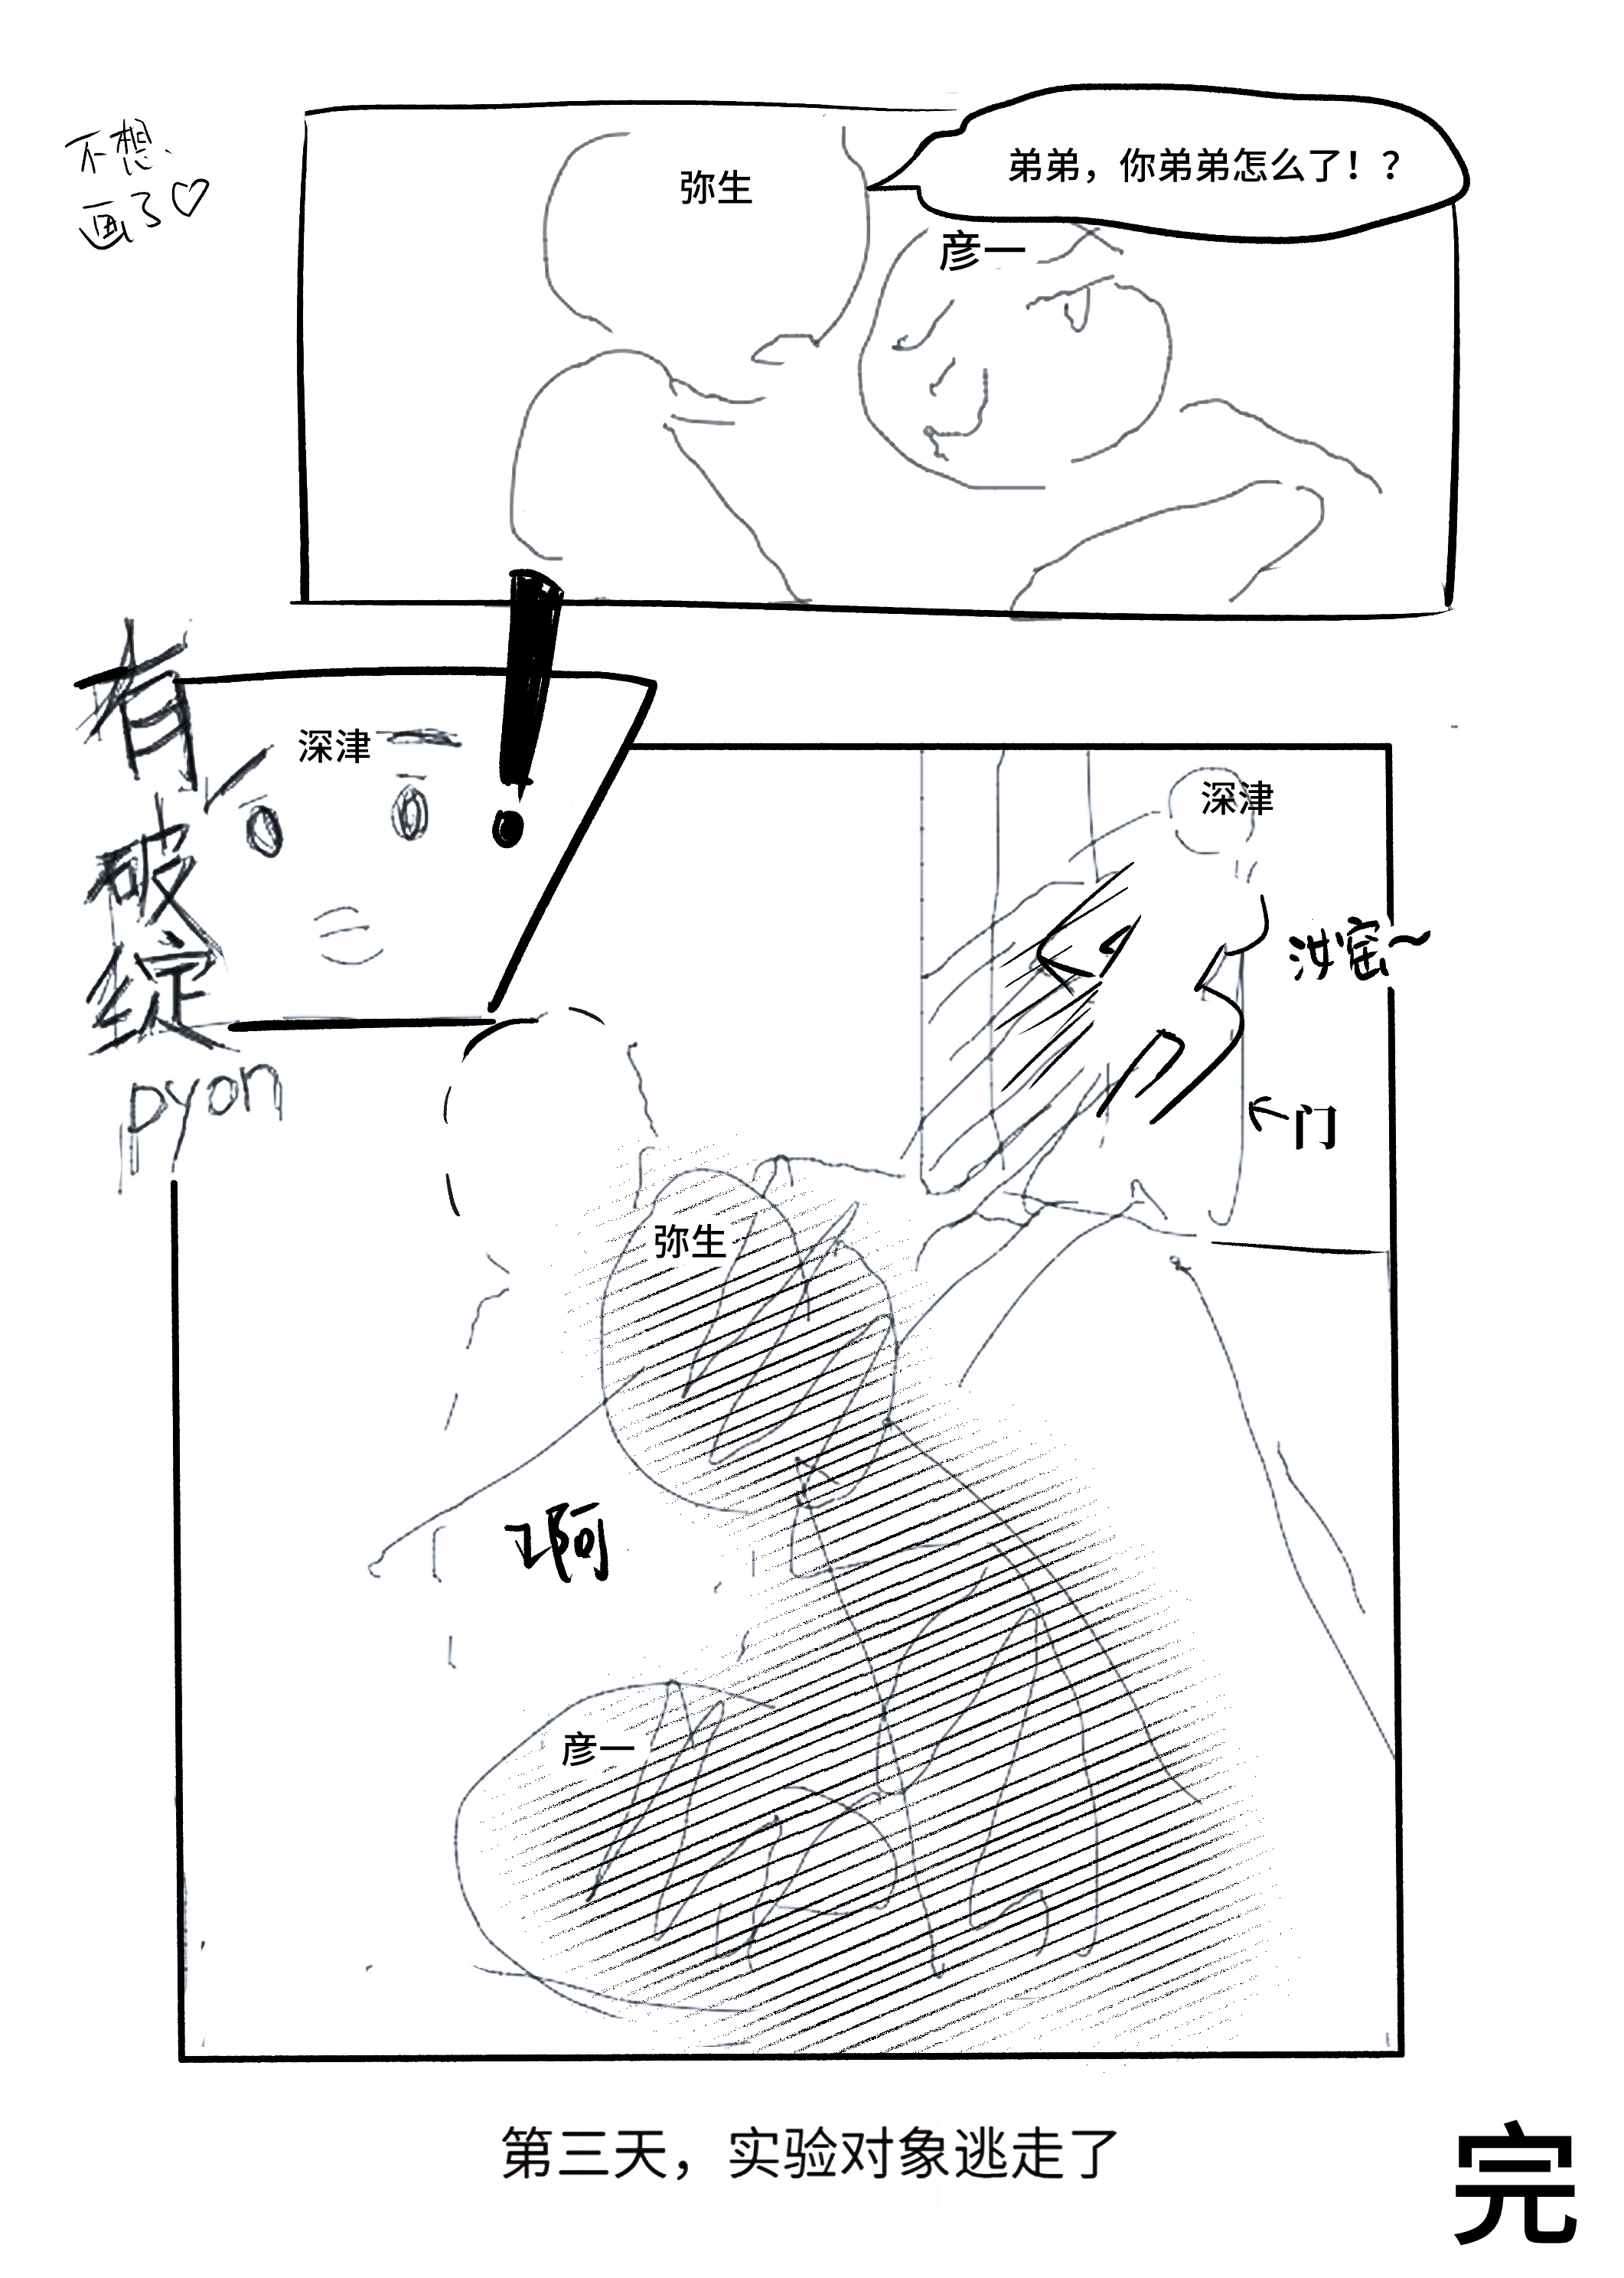 不想
画了♡
弥生
弟弟，你弟弟怎么了！？
彦一
有
破
绽
pyon
深津
！
深津
汝窑～
←门
弥生
啊
彦一
第三天，实验对象逃走了
完